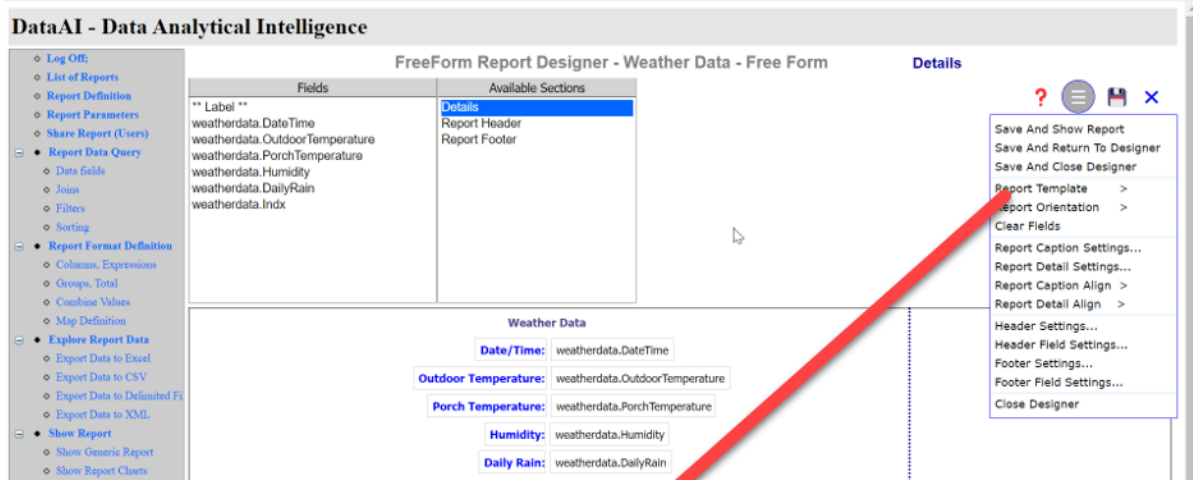 DataAI - Data Analytical Intelligence
Log Off;
List of Reports
Report Definition
Report Parameters
Share Report (Users)
Report Data Query
Data fields
Joins
Filters
Sorting
Report Format Definition
Columns, Expressions
Groups, Total
Combine Values
Map Definition
Explore Report Data
Export Data to Excel
Export Data to CSV
Export Data to Delimited Fi
Export Data to XML
Show Report
Show Generic Report
Show Report Charts
FreeForm Report Designer - Weather Data - Free Form
Details
Fields
** Label **
weatherdata.DateTime
weatherdata.OutdoorTemperature
weatherdata.PorchTemperature
weatherdata.Humidity
weatherdata.DailyRain
weatherdata.Indx
Available Sections
Details
Report Header
Report Footer
?
Save And Show Report
Save And Return To Designer
Save And Close Designer
Report Template >
Report Orientation >
Clear Fields
Report Caption Settings...
Report Detail Settings...
Report Caption Align >
Report Detail Align >
Header Settings...
Header Field Settings...
Footer Settings...
Footer Field Settings...
Close Designer
Weather Data
Date/Time: weatherdata.DateTime
Outdoor Temperature: weatherdata.OutdoorTemperature
Porch Temperature: weatherdata.PorchTemperature
Humidity: weatherdata.Humidity
Daily Rain: weatherdata.DailyRain